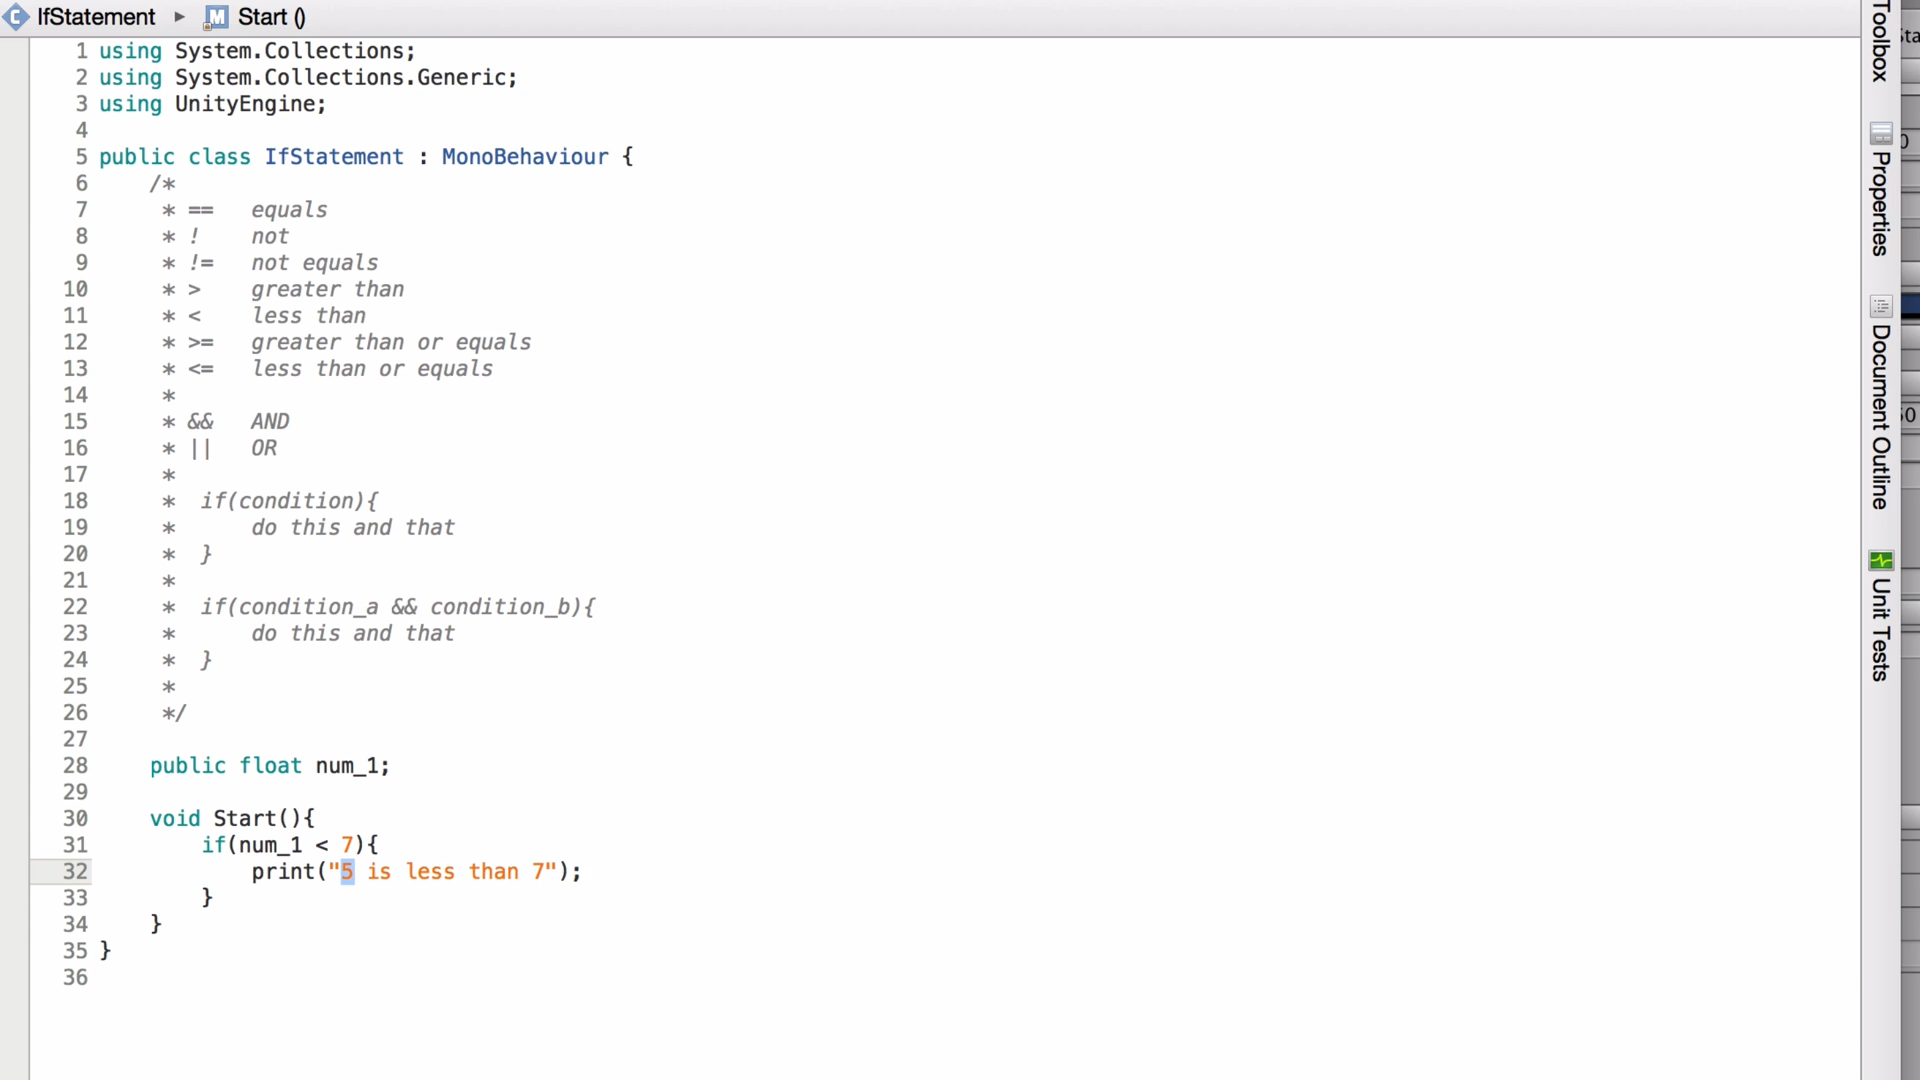 IfStatement ▸ M Start ()
1 using System.Collections;
2 using System.Collections.Generic;
3 using UnityEngine;
4
5 public class IfStatement : MonoBehaviour {
6 /*
7 * == equals
8 * ! not
9 * != not equals
10 * > greater than
11 * < less than
12 * >= greater than or equals
13 * <= less than or equals
14 *
15 * && AND
16 * || OR
17 *
18 * if(condition){
19 * do this and that
20 * }
21 *
22 * if(condition_a && condition_b){
23 * do this and that
24 * }
25 *
26 */
27
28 public float num_1;
29
30 void Start(){
31 if(num_1 < 7){
32 print("5 is less than 7");
33 }
34 }
35 }
36
Toolbox
Properties
Document Outline
Unit Tests